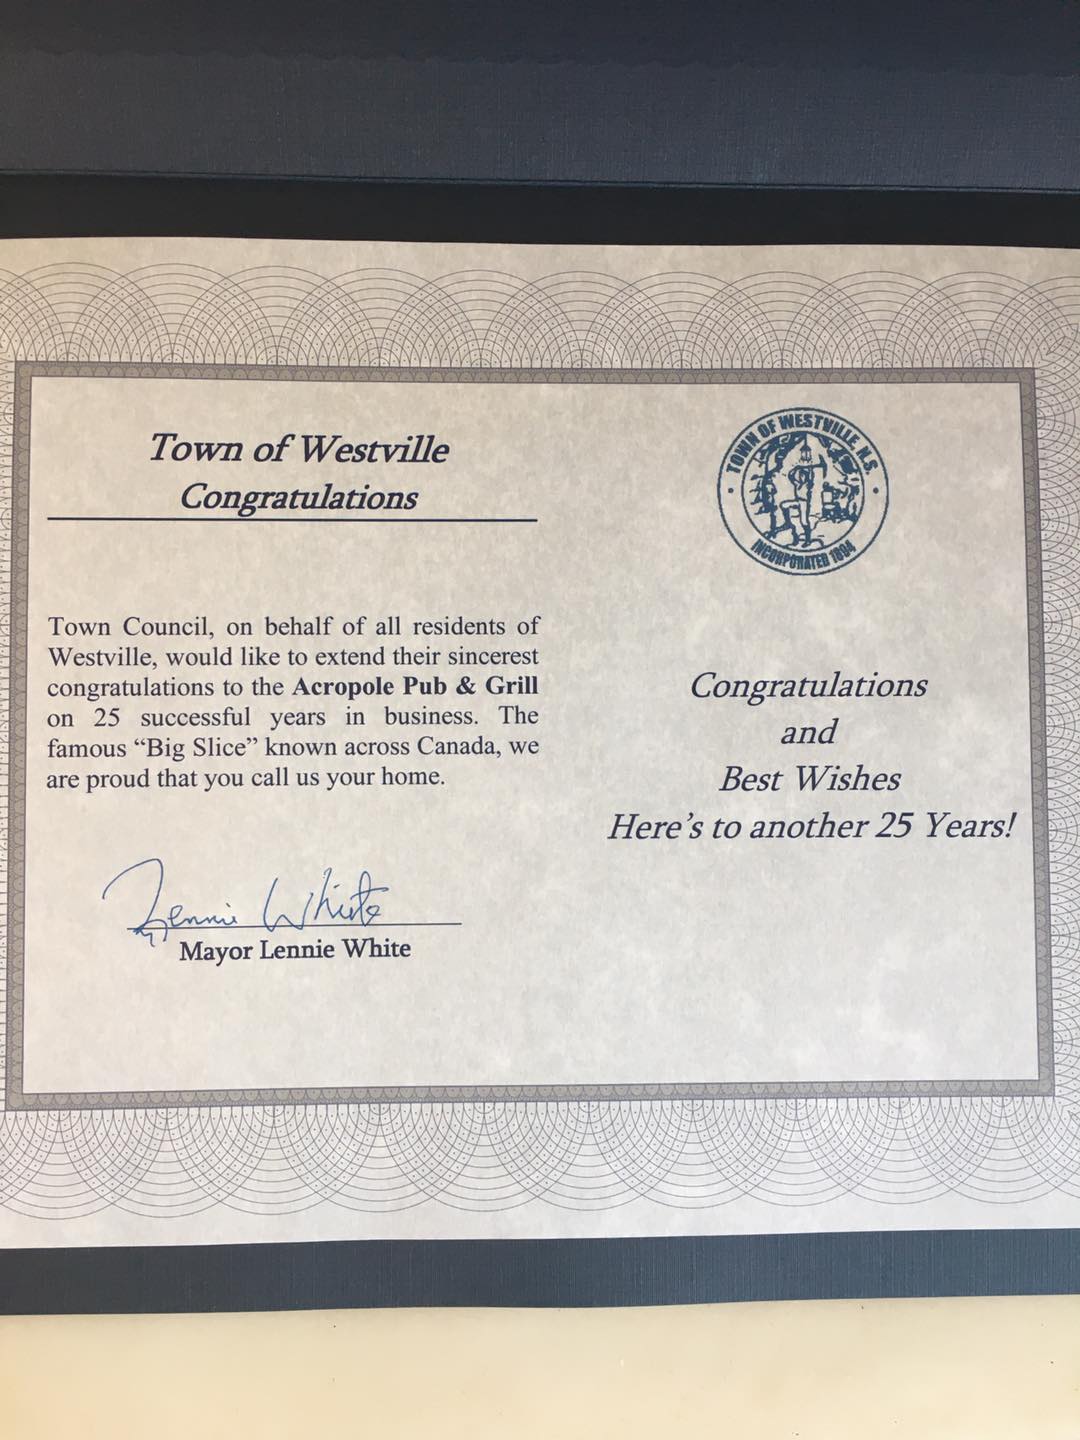 Town of Westville
Congratulations
TOWN OF WESTVILLE, N.S.
INCORPORATED 1894
Town Council, on behalf of all residents of
Westville, would like to extend their sincerest
congratulations to the Acropole Pub & Grill
on 25 successful years in business. The
famous “Big Slice” known across Canada, we
are proud that you call us your home.
Lennie White
Mayor Lennie White
Congratulations
and
Best Wishes
Here’s to another 25 Years!